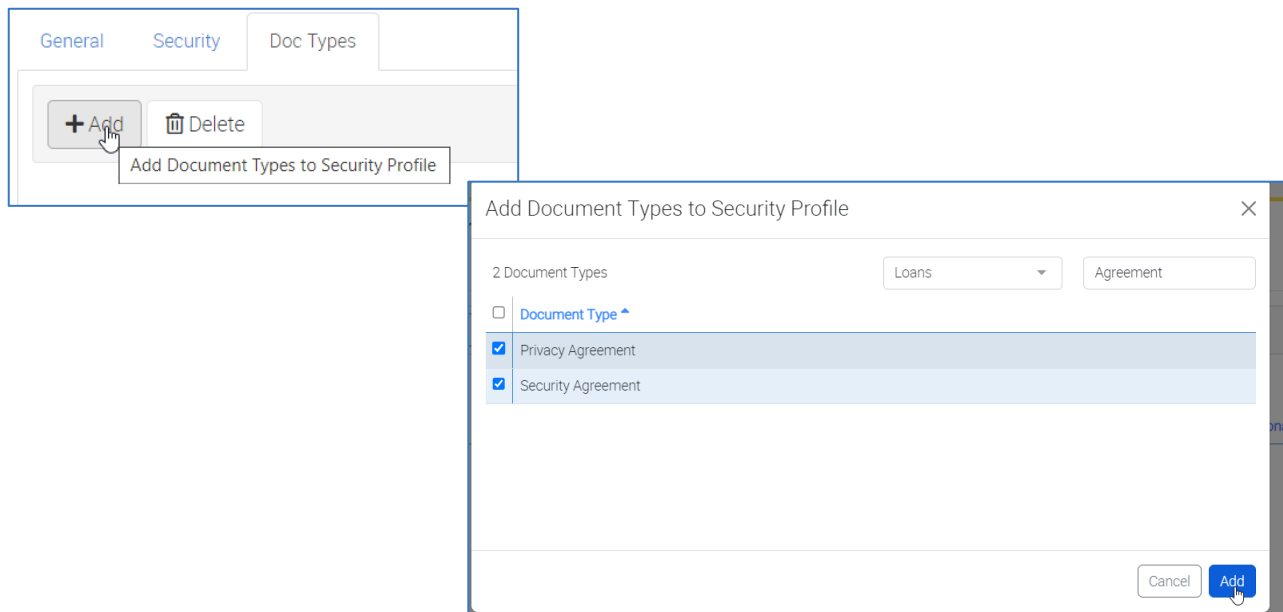 General Security Doc Types
Add Delete
Add Document Types to Security Profile
Add Document Types to Security Profile
2 Document Types Loans Agreement
Document Type
Privacy Agreement
Security Agreement
Cancel Add